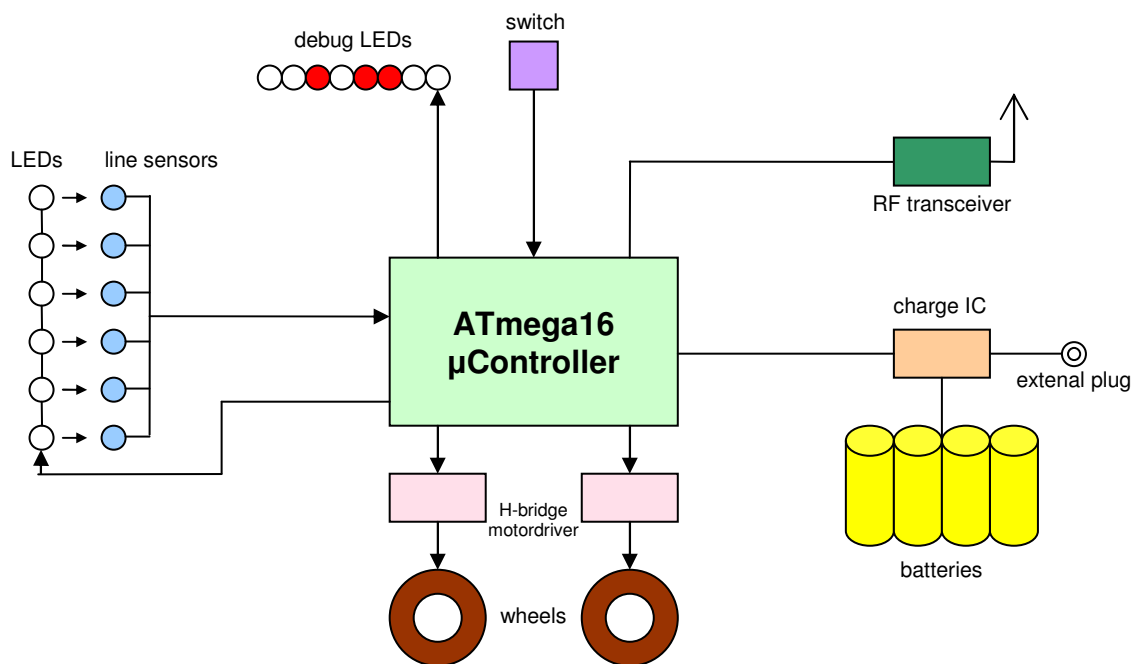 switch
debug LEDs
LEDs
line sensors
RF transceiver
ATmega16
µController
charge IC
extenal plug
H-bridge
motordriver
batteries
wheels